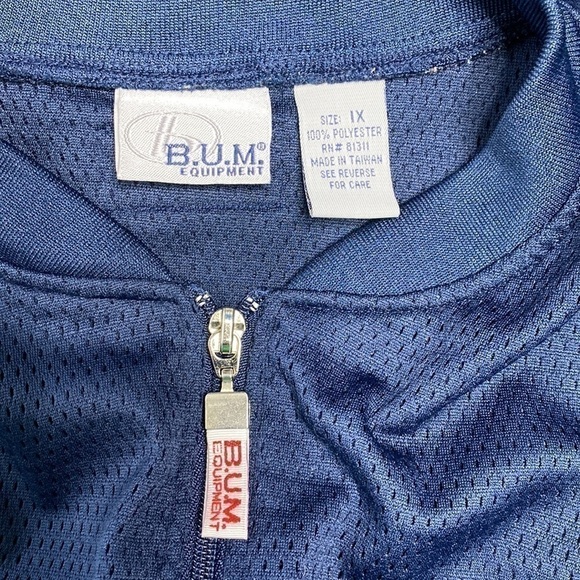 B.U.M.®
EQUIPMENT
SIZE: 1X
100% POLYESTER
RN# 81311
MADE IN TAIWAN
SEE REVERSE
FOR CARE
B.U.M.
EQUIPMENT